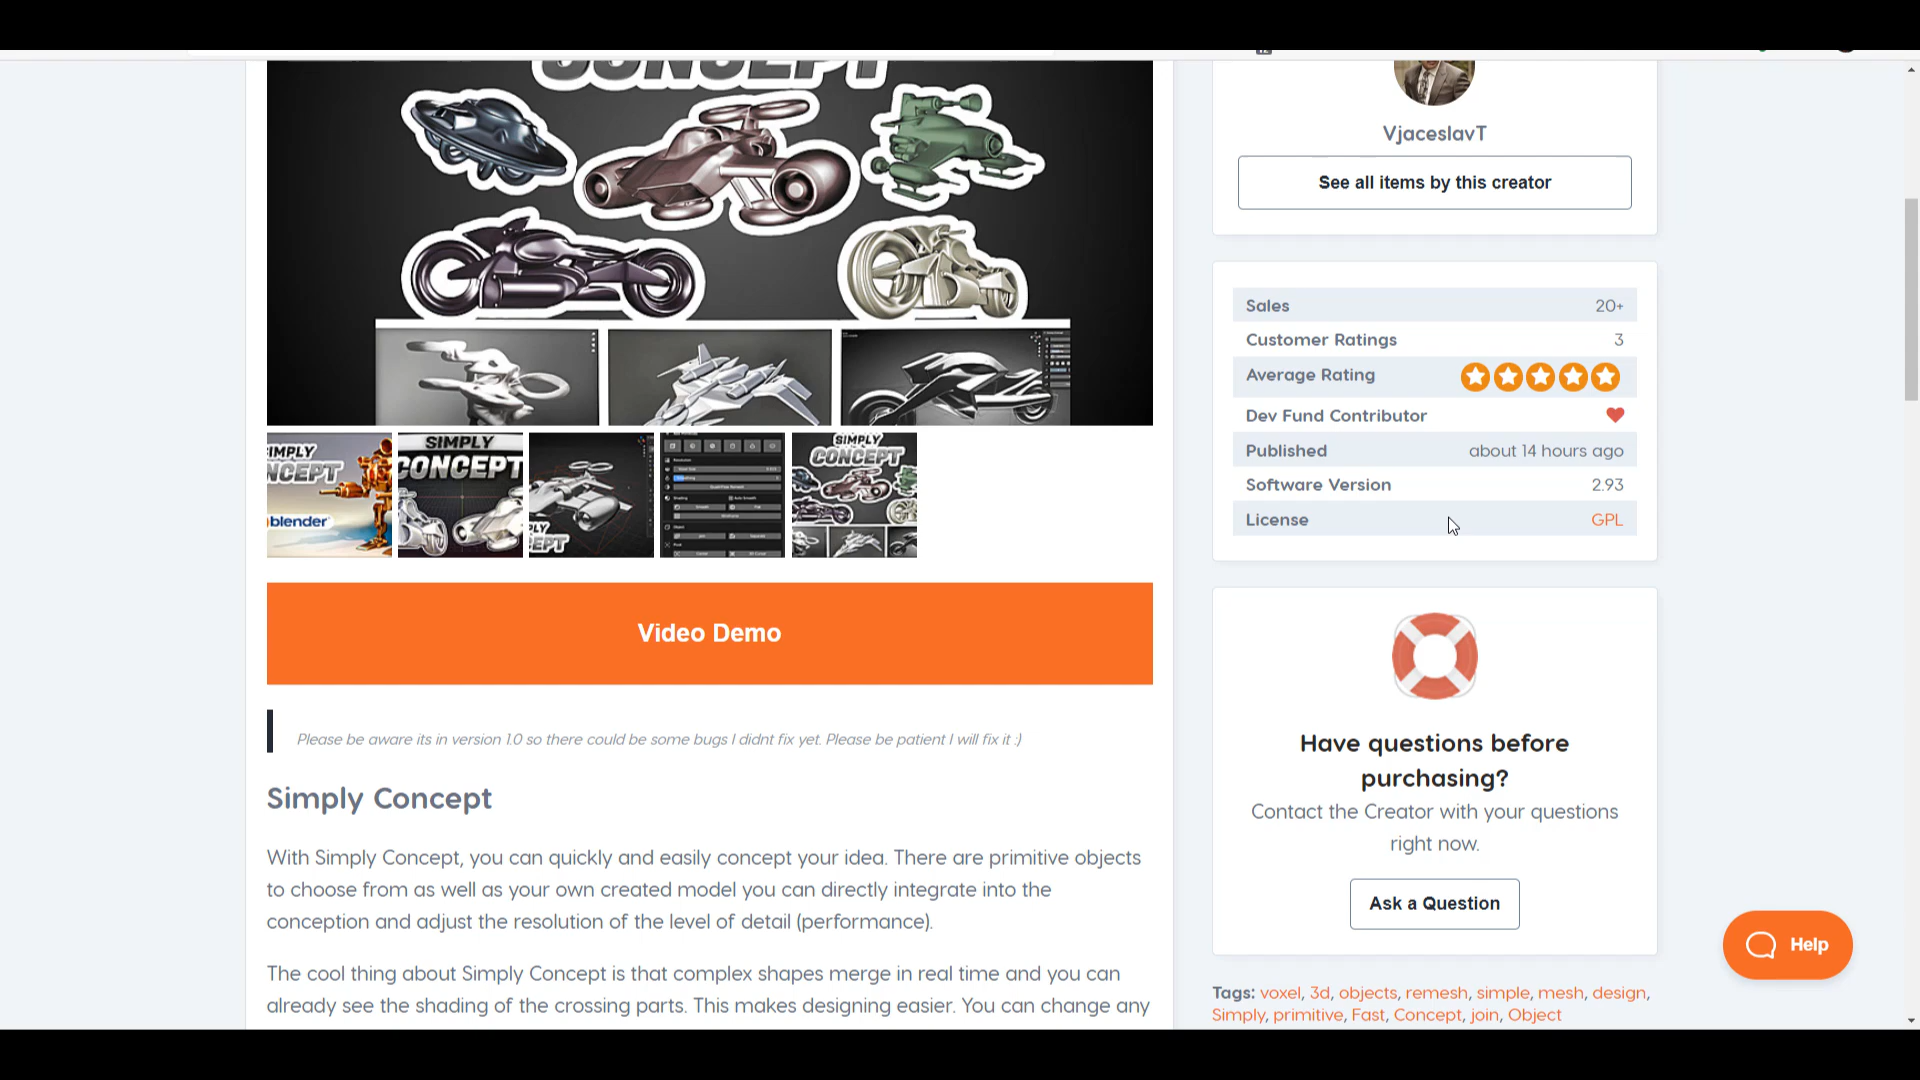 CONCEPT
VjaceslavT
See all items by this creator
Sales 20+
Customer Ratings 3
Average Rating
Dev Fund Contributor
Published about 14 hours ago
Software Version 2.93
License GPL
SIMPLY
CONCEPT
SIMPLY
CONCEPT
blender
Video Demo
Please be aware its in version 1.0 so there could be some bugs I didnt fix yet. Please be patient I will fix it :)
Simply Concept
With Simply Concept, you can quickly and easily concept your idea. There are primitive objects
to choose from as well as your own created model you can directly integrate into the
conception and adjust the resolution of the level of detail (performance).
The cool thing about Simply Concept is that complex shapes merge in real time and you can
already see the shading of the crossing parts. This makes designing easier. You can change any
Have questions before
purchasing?
Contact the Creator with your questions
right now.
Ask a Question
Help
Tags: voxel, 3d, objects, remesh, simple, mesh, design,
Simply, primitive, Fast, Concept, join, Object